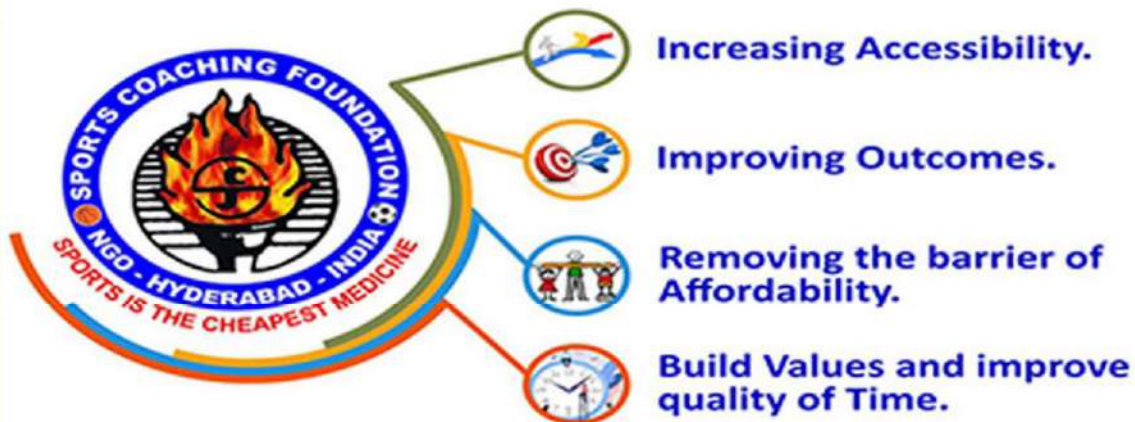 SPORTS COACHING FOUNDATION
NGO - HYDERABAD - INDIA
SPORTS IS THE CHEAPEST MEDICINE
Increasing Accessibility.
Improving Outcomes.
Removing the barrier of
Affordability.
Build Values and improve
quality of Time.